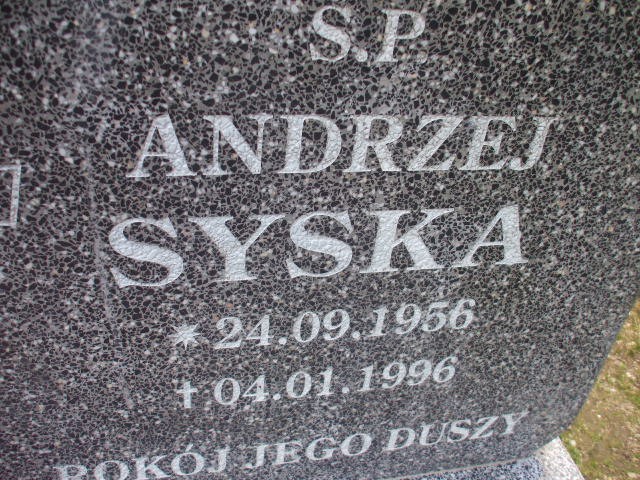 S.P.
ANDRZEJ
SYSKA
* 24.09.1956
† 04.01.1996
POKÓJ JEGO DUSZY